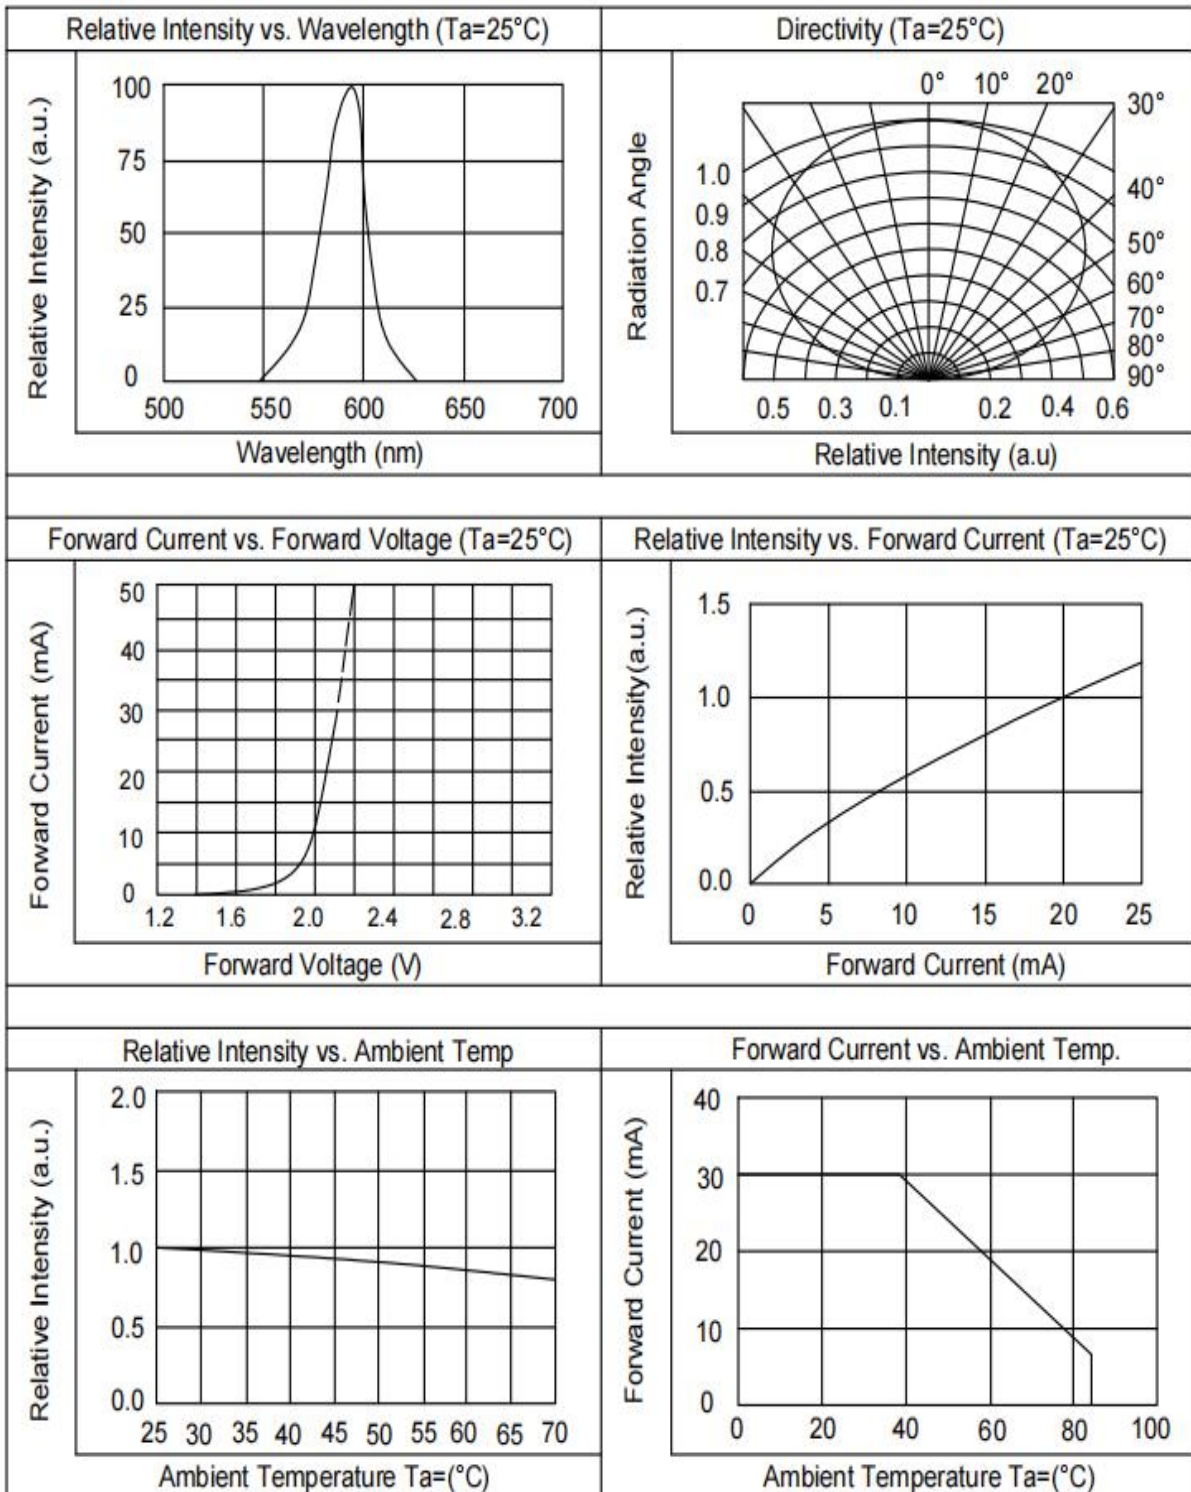 Relative Intensity vs. Wavelength (Ta=25°C)
Relative Intensity (a.u.)
100
75
50
25
0
500 550 600 650 700
Wavelength (nm)
Directivity (Ta=25°C)
Radiation Angle
0° 10° 20° 30°
40°
50°
60°
70°
80°
90°
1.0
0.9
0.8
0.7
0.5 0.3 0.1 0.2 0.4 0.6
Relative Intensity (a.u)
Forward Current vs. Forward Voltage (Ta=25°C)
Forward Current (mA)
50
40
30
20
10
0
1.2 1.6 2.0 2.4 2.8 3.2
Forward Voltage (V)
Relative Intensity vs. Forward Current (Ta=25°C)
Relative Intensity(a.u.)
1.5
1.0
0.5
0.0
0 5 10 15 20 25
Forward Current (mA)
Relative Intensity vs. Ambient Temp
Relative Intensity (a.u.)
2.0
1.5
1.0
0.5
0.0
25 30 35 40 45 50 55 60 65 70
Ambient Temperature Ta=(°C)
Forward Current vs. Ambient Temp.
Forward Current (mA)
40
30
20
10
0
0 20 40 60 80 100
Ambient Temperature Ta=(°C)